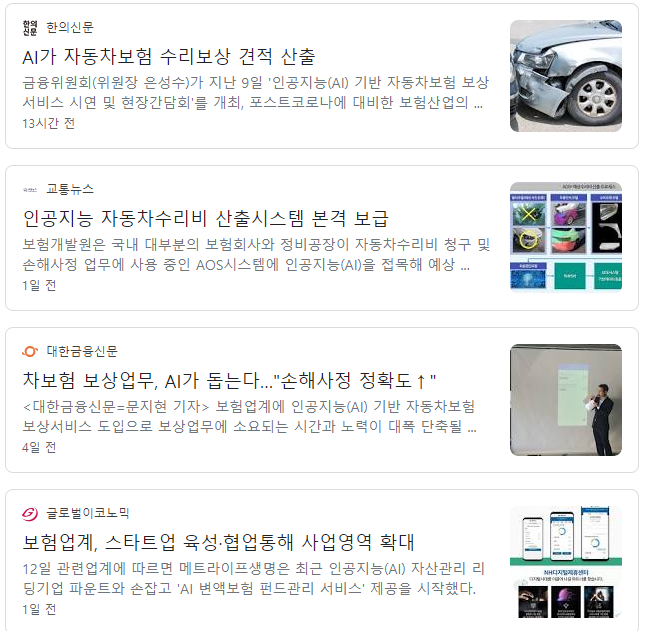 한의신문
한의신문
AI가 자동차보험 수리보상 견적 산출
금융위원회(위원장 은성수)가 지난 9일 '인공지능(AI) 기반 자동차보험 보상
서비스 시연 및 현장간담회'를 개최, 포스트코로나에 대비한 보험산업의 ...
13시간 전
교통뉴스
인공지능 자동차수리비 산출시스템 본격 보급
보험개발원은 국내 대부분의 보험회사와 정비공장이 자동차수리비 청구 및
손해사정 업무에 사용 중인 AOS시스템에 인공지능(AI)을 접목해 예상 ...
1일 전
대한금융신문
차보험 보상업무, AI가 돕는다..."손해사정 정확도↑"
<대한금융신문=문지현 기자> 보험업계에 인공지능(AI) 기반 자동차보험
보상서비스 도입으로 보상업무에 소요되는 시간과 노력이 대폭 단축될 ...
4일 전
글로벌이코노믹
보험업계, 스타트업 육성·협업통해 사업영역 확대
12일 관련업계에 따르면 메트라이프생명은 최근 인공지능(AI) 자산관리 리
딩기업 파운트와 손잡고 'AI 변액보험 펀드관리 서비스' 제공을 시작했다.
1일 전
NH디지털제휴센터